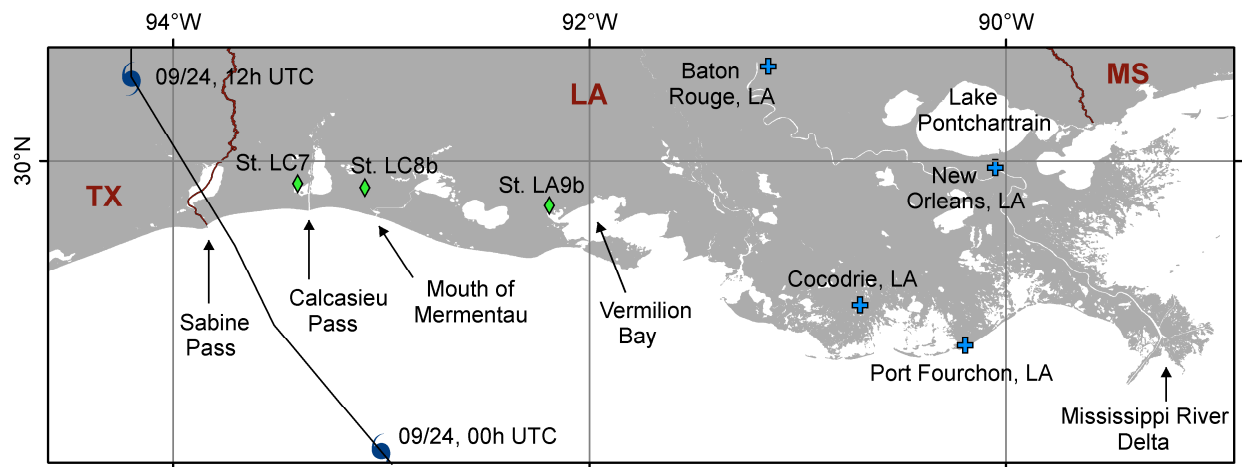 94°W
92°W
90°W
30°N
09/24, 12h UTC
Baton
Rouge, LA
LA
MS
Lake
Pontchartrain
St. LC7
St. LC8b
St. LA9b
TX
New
Orleans, LA
Cocodrie, LA
Calcasieu
Pass
Mouth of
Mermentau
Vermilion
Bay
Sabine
Pass
Port Fourchon, LA
09/24, 00h UTC
Mississippi River
Delta